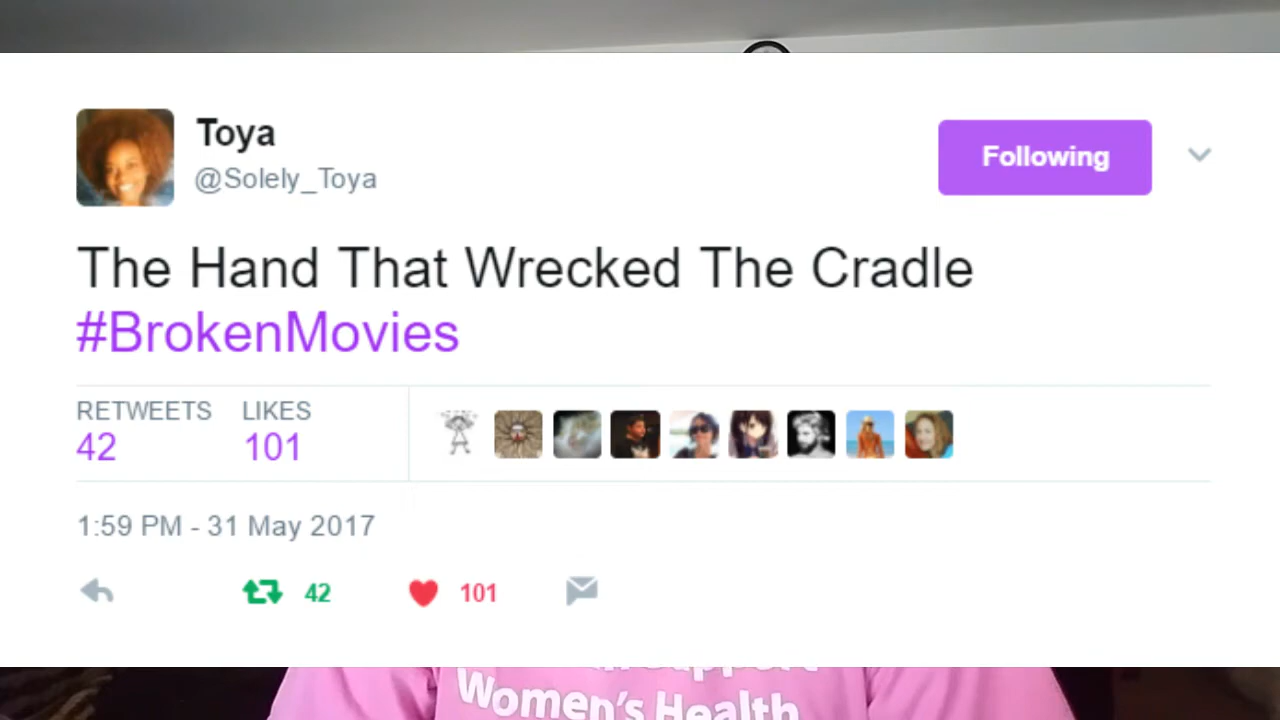 Toya
@Solely_Toya
Following
The Hand That Wrecked The Cradle
#BrokenMovies
RETWEETS LIKES
42 101
1:59 PM - 31 May 2017
42 101
Support
Women's Health